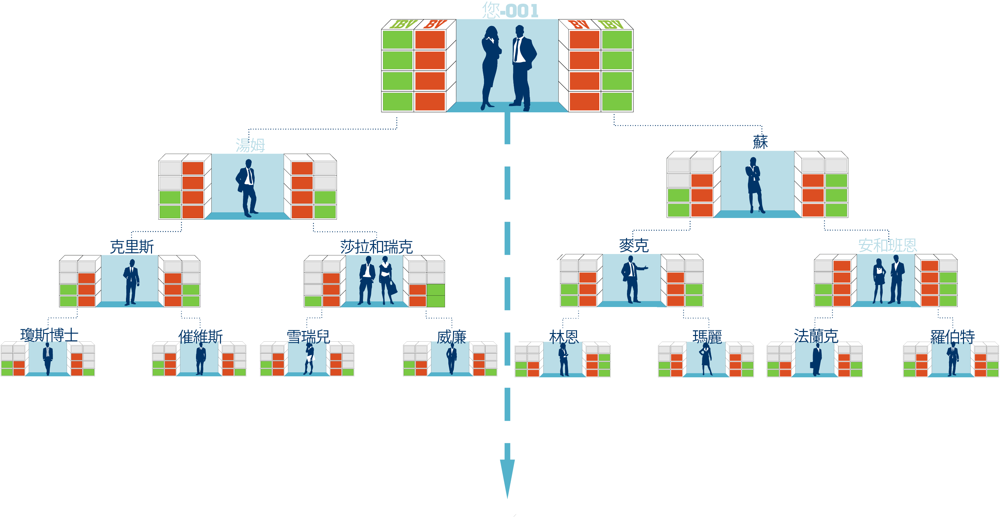 您-001
IBV BV BV IBV
湯姆
蘇
克里斯
莎拉和瑞克
麥克
安和班恩
瓊斯博士
催維斯
雪瑞兒
威廉
林恩
瑪麗
法蘭克
羅伯特